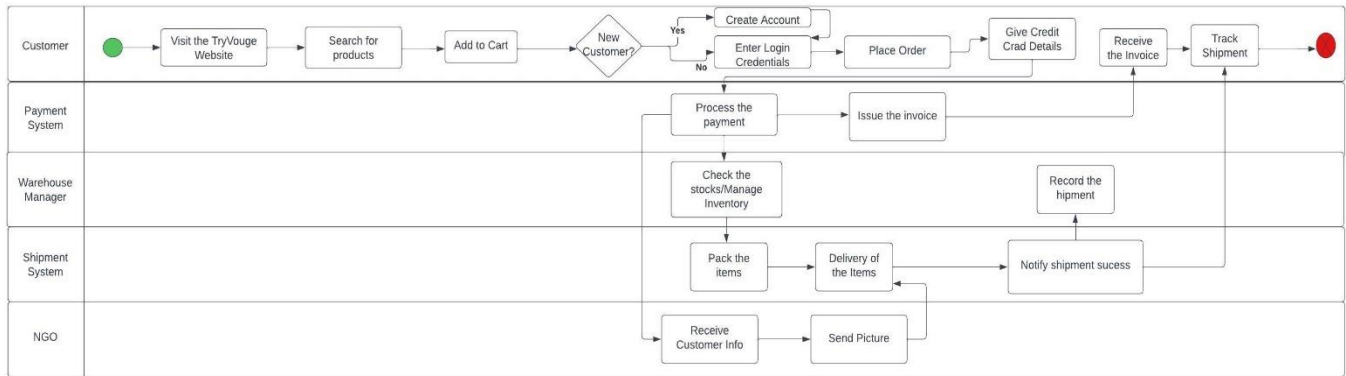 Customer
Visit the TryVouge
Website
Search for
products
Add to Cart
New
Customer?
Yes
No
Create Account
Enter Login
Credentials
Place Order
Give Credit
Crad Details
Receive
the Invoice
Track
Shipment
Payment
System
Process the
payment
Issue the invoice
Warehouse
Manager
Check the
stocks/Manage
Inventory
Record the
hipment
Shipment
System
Pack the
items
Delivery of
the Items
Notify shipment sucess
NGO
Receive
Customer Info
Send Picture